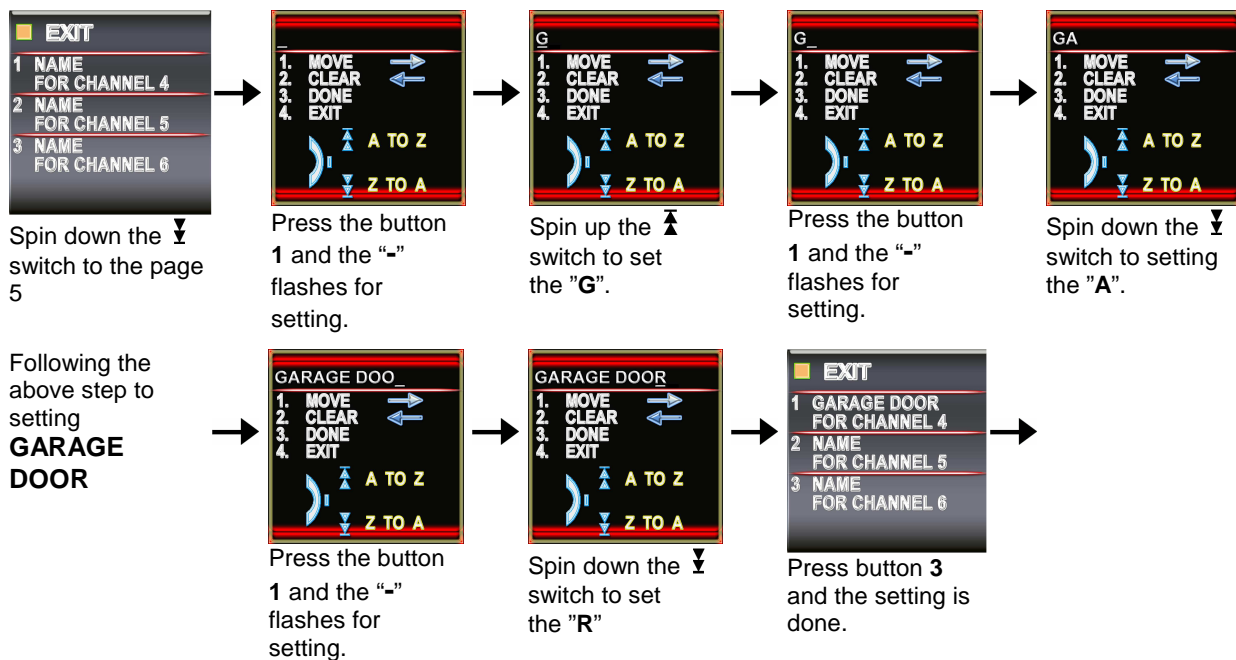 EXIT
1 NAME
FOR CHANNEL 4
2 NAME
FOR CHANNEL 5
3 NAME
FOR CHANNEL 6
Spin down the
switch to the page
5
_
1. MOVE
2. CLEAR
3. DONE
4. EXIT
A TO Z
Z TO A
Press the button
1 and the “-”
flashes for
setting.
G
1. MOVE
2. CLEAR
3. DONE
4. EXIT
A TO Z
Z TO A
Spin up the
switch to set
the ”G”.
G_
1. MOVE
2. CLEAR
3. DONE
4. EXIT
A TO Z
Z TO A
Press the button
1 and the “-”
flashes for
setting.
GA
1. MOVE
2. CLEAR
3. DONE
4. EXIT
A TO Z
Z TO A
Spin down the
switch to setting
the ”A”.
Following the
above step to
setting
GARAGE
DOOR
GARAGE DOO_
1. MOVE
2. CLEAR
3. DONE
4. EXIT
A TO Z
Z TO A
Press the button
1 and the “-”
flashes for
setting.
GARAGE DOOR
1. MOVE
2. CLEAR
3. DONE
4. EXIT
A TO Z
Z TO A
Spin down the
switch to set
the ”R”
EXIT
1 GARAGE DOOR
FOR CHANNEL 4
2 NAME
FOR CHANNEL 5
3 NAME
FOR CHANNEL 6
Press button 3
and the setting is
done.